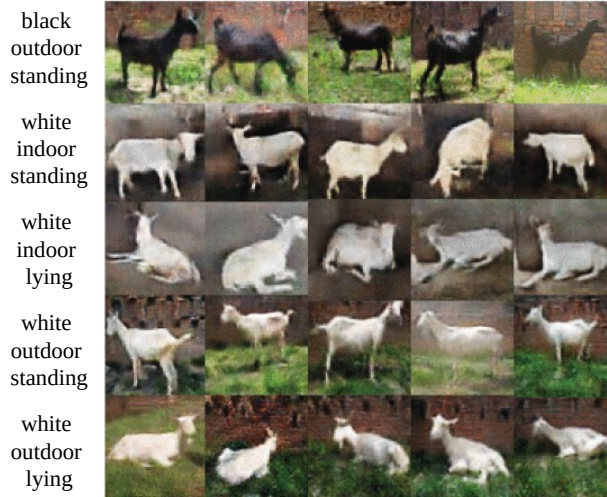 black
outdoor
standing
white
indoor
standing
white
indoor
lying
white
outdoor
standing
white
outdoor
lying